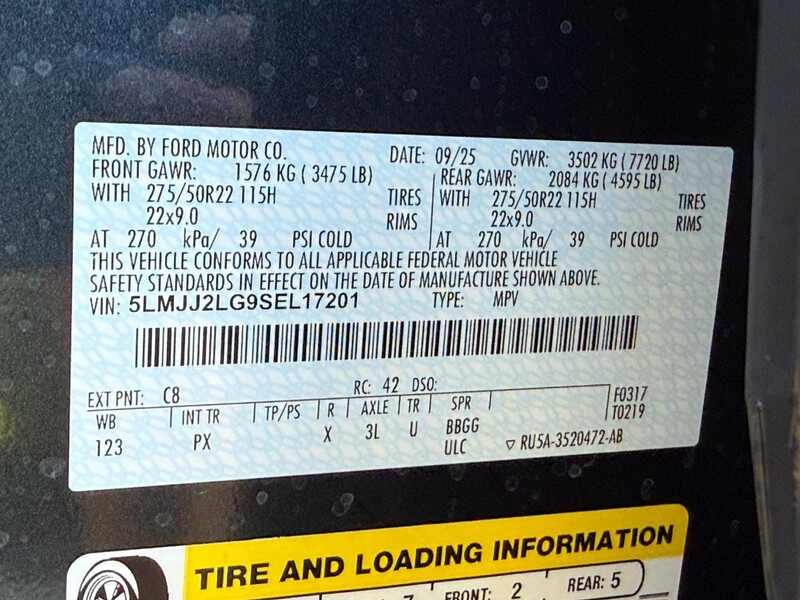 MFD. BY FORD MOTOR CO. DATE: 09/25 GVWR: 3502 KG ( 7720 LB)
FRONT GAWR: 1576 KG ( 3475 LB) REAR GAWR: 2084 KG ( 4595 LB)
WITH 275/50R22 115H TIRES WITH 275/50R22 115H TIRES
22x9.0 RIMS 22x9.0 RIMS
AT 270 kPa/ 39 PSI COLD AT 270 kPa/ 39 PSI COLD
THIS VEHICLE CONFORMS TO ALL APPLICABLE FEDERAL MOTOR VEHICLE
SAFETY STANDARDS IN EFFECT ON THE DATE OF MANUFACTURE SHOWN ABOVE.
VIN: 5LMJJ2LG9SEL17201 TYPE: MPV
EXT PNT: C8 RC: 42 DSO: F0317
WB INT TR TP/PS R AXLE TR SPR T0219
123 PX X 3L U BBGG
ULC RU5A-3520472-AB
TIRE AND LOADING INFORMATION
FRONT: 2 REAR: 5